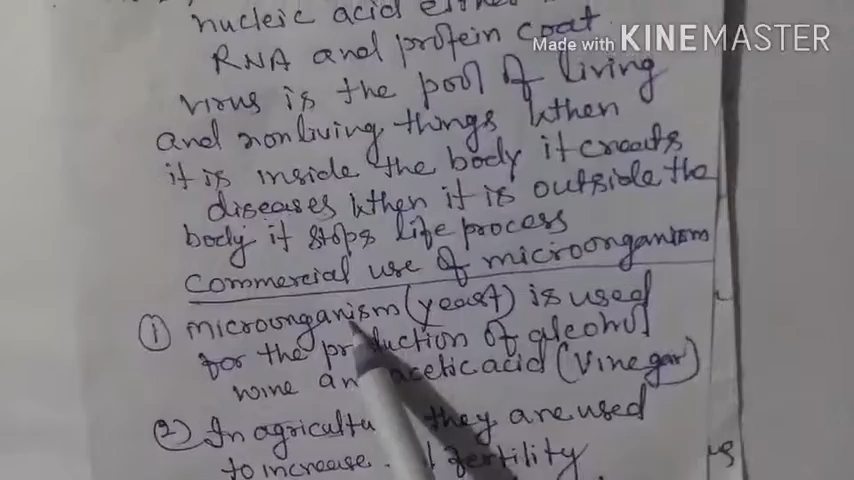 nucleic acid either
Made with KINEMASTER
RNA and protein coat
virus is the pool of living
and nonliving things When
it is inside the body it creats
diseases When it is outside the
body it stops life process
commercial use of microorganism
① microorganism (yeast) is used
for the production of alcohol
wine an acetic acid (Vinegar)
② In agricultu they are used
to increase fertility